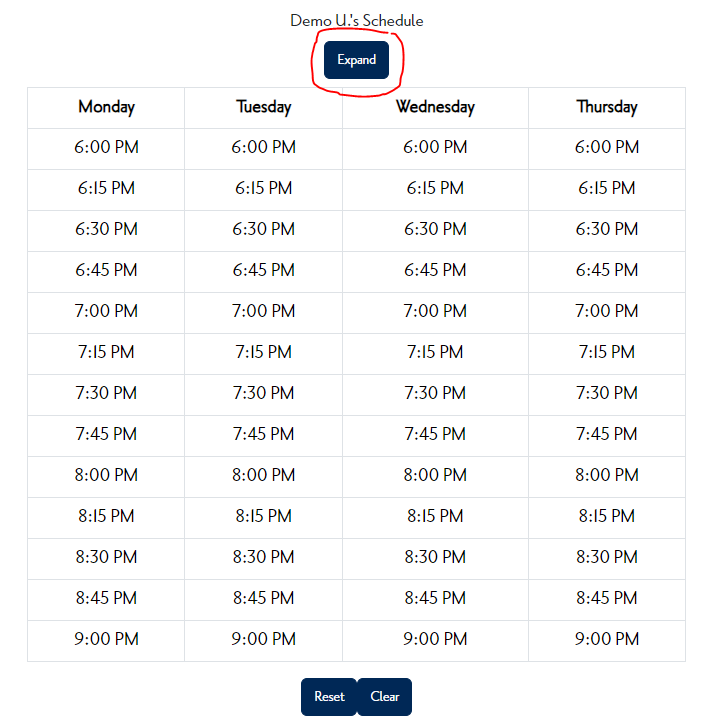 Demo U.'s Schedule
Expand
Monday Tuesday Wednesday Thursday
6:00 PM 6:00 PM 6:00 PM 6:00 PM
6:15 PM 6:15 PM 6:15 PM 6:15 PM
6:30 PM 6:30 PM 6:30 PM 6:30 PM
6:45 PM 6:45 PM 6:45 PM 6:45 PM
7:00 PM 7:00 PM 7:00 PM 7:00 PM
7:15 PM 7:15 PM 7:15 PM 7:15 PM
7:30 PM 7:30 PM 7:30 PM 7:30 PM
7:45 PM 7:45 PM 7:45 PM 7:45 PM
8:00 PM 8:00 PM 8:00 PM 8:00 PM
8:15 PM 8:15 PM 8:15 PM 8:15 PM
8:30 PM 8:30 PM 8:30 PM 8:30 PM
8:45 PM 8:45 PM 8:45 PM 8:45 PM
9:00 PM 9:00 PM 9:00 PM 9:00 PM
Reset Clear